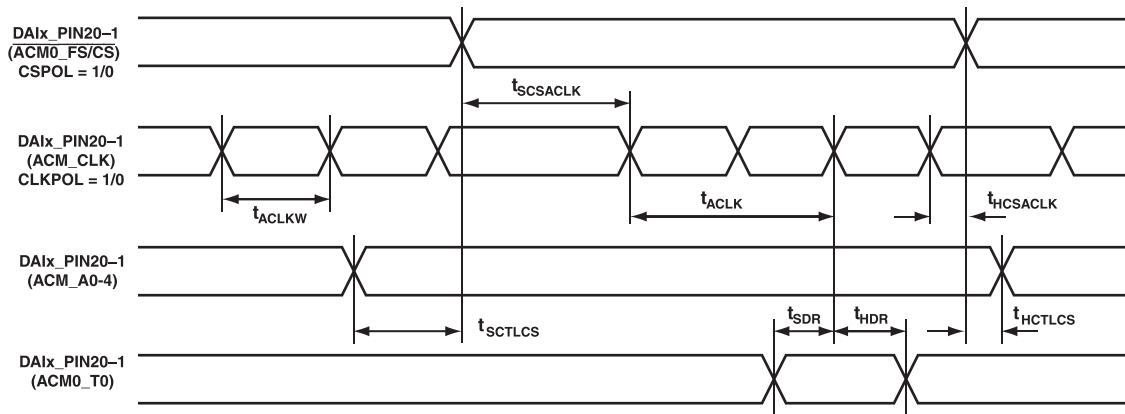 DAIx_PIN20–1
(ACM0_FS/CS)
CSPOL = 1/0
tSCSACLK
DAIx_PIN20–1
(ACM_CLK)
CLKPOL = 1/0
tACLKW
tACLK
tHCSACLK
DAIx_PIN20–1
(ACM_A0-4)
tSCTLCS
tSDR
tHDR
tHCTLCS
DAIx_PIN20–1
(ACM0_T0)